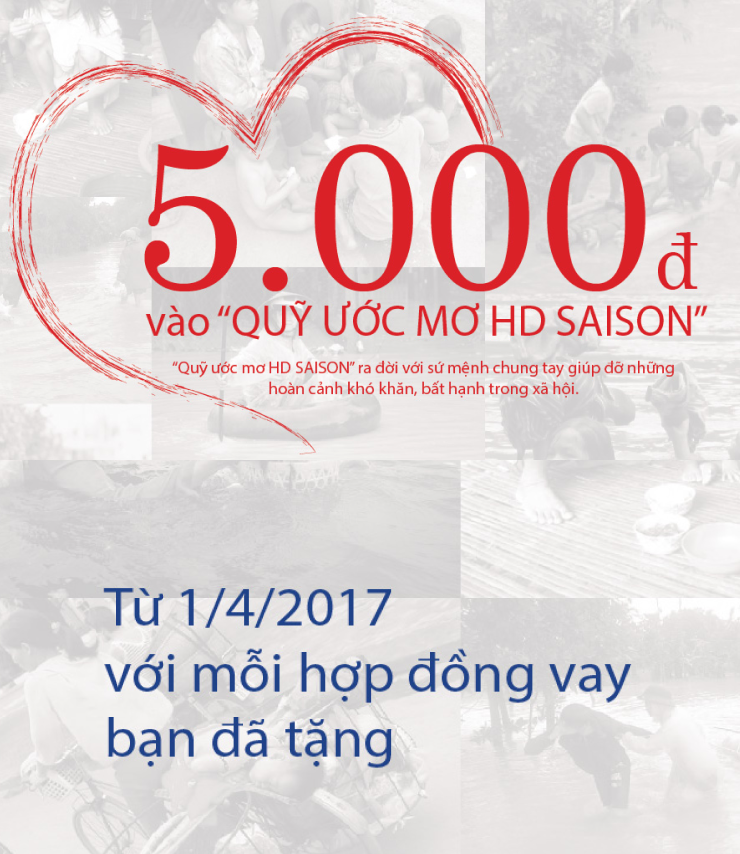 5.000đ
vào “QUỸ ƯỚC MƠ HD SAISON”
“Quỹ ước mơ HD SAISON” ra đời với sứ mệnh chung tay giúp đỡ những
hoàn cảnh khó khăn, bất hạnh trong xã hội.
Từ 1/4/2017
với mỗi hợp đồng vay
bạn đã tặng